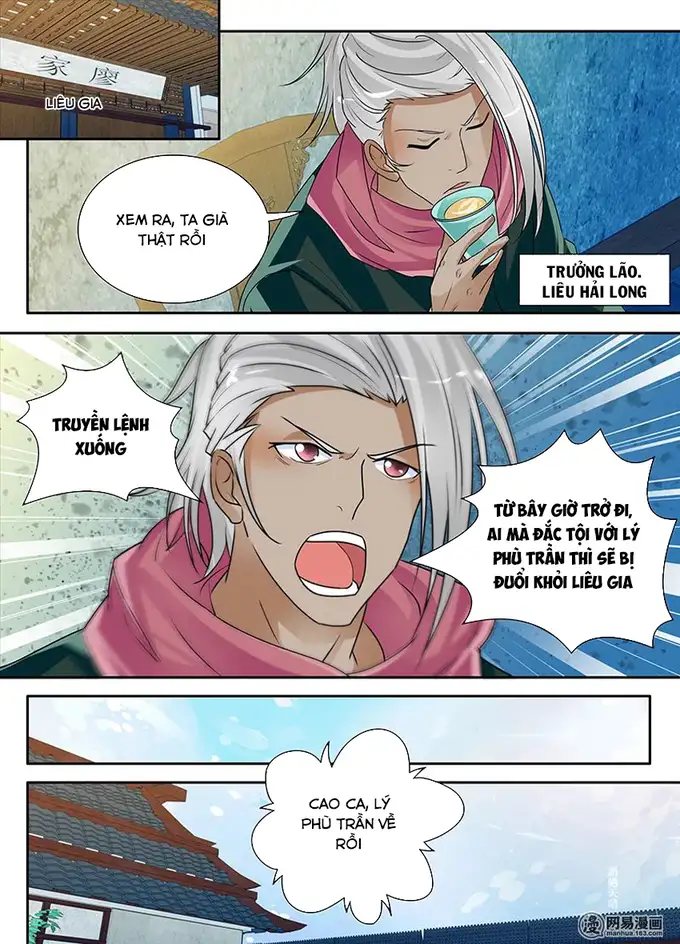 家廖
LIÊU GIA
XEM RA, TA GIÀ
THẬT RỒI
TRƯỞNG LÃO.
LIÊU HẢI LONG
TRUYỀN LỆNH
XUỐNG
TỪ BÂY GIỜ TRỞ ĐI,
AI MÀ ĐẮC TỘI VỚI LÝ
PHÙ TRẦN THÌ SẼ BỊ
ĐUỔI KHỎI LIÊU GIA
CAO CA, LÝ
PHÙ TRẦN VỀ
RỒI
网易漫画
manhua.163.com